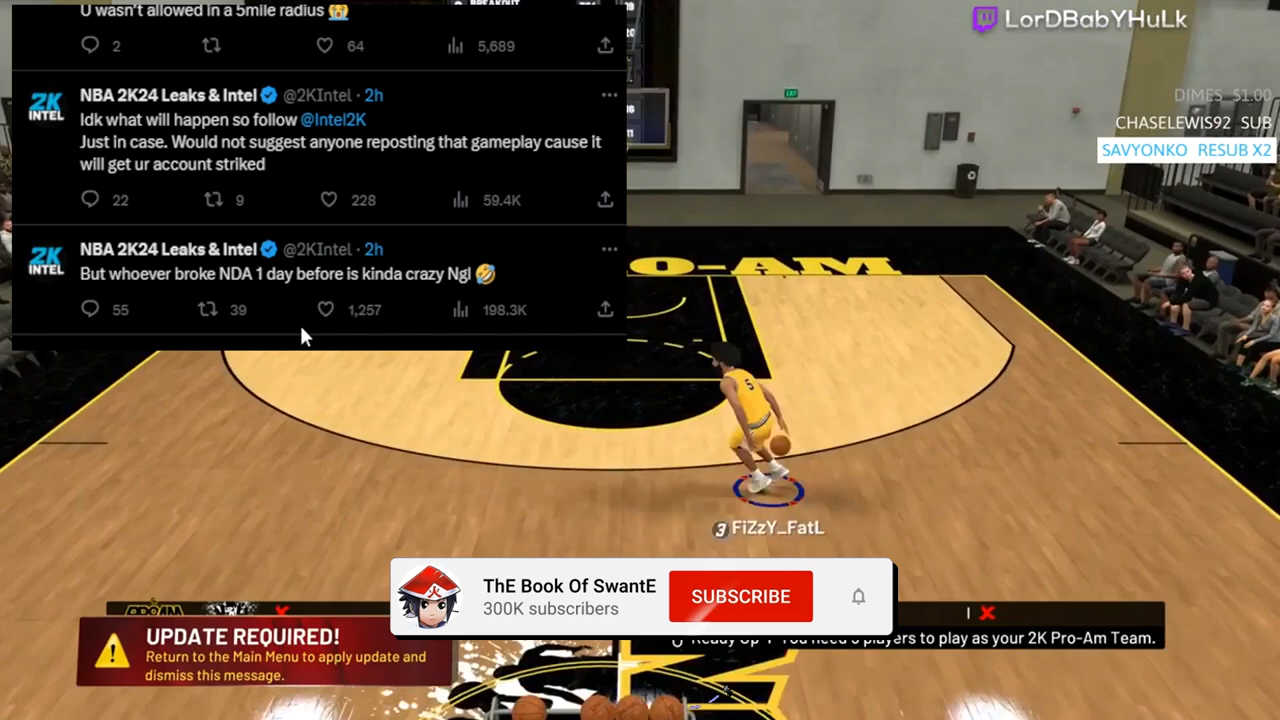 U wasn't allowed in a 5mile radius 😭
2 64 5,689
NBA 2K24 Leaks & Intel @2KIntel · 2h
Idk what will happen so follow @Intel2K
Just in case. Would not suggest anyone reposting that gameplay cause it
will get ur account striked
22 9 228 59.4K
NBA 2K24 Leaks & Intel @2KIntel · 2h
But whoever broke NDA 1 day before is kinda crazy Ngl 🤣
55 39 1,257 198.3K
2K
INTEL
2K
INTEL
LorDBabYHuLk
DIMES $1.00
CHASELEWIS92 SUB
SAVYONKO RESUB X2
EXIT
O-AM
5
3 FiZzY_FatL
ThE Book Of SwantE
300K subscribers
SUBSCRIBE
PROAM
UPDATE REQUIRED!
Return to the Main Menu to apply update and
dismiss this message.
players to play as your 2K Pro-Am Team.